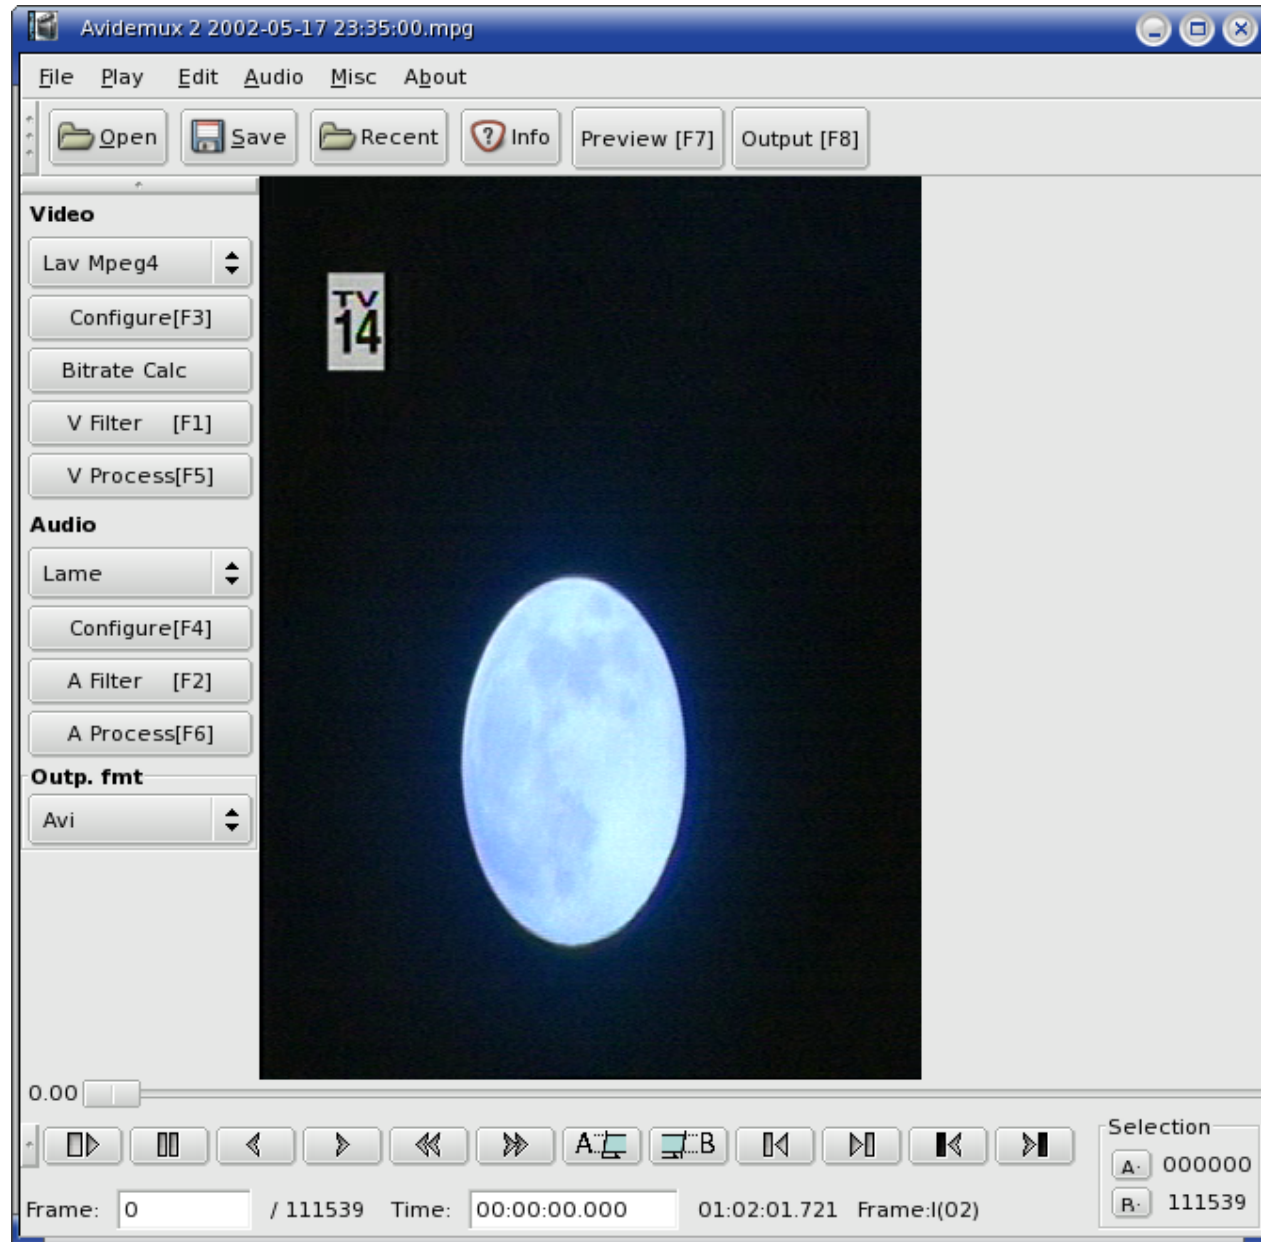 Avidemux 2 2002-05-17 23:35:00.mpg
File Play Edit Audio Misc About
Open Save Recent Info Preview [F7] Output [F8]
Video
Lav Mpeg4
Configure[F3]
Bitrate Calc
V Filter [F1]
V Process[F5]
Audio
Lame
Configure[F4]
A Filter [F2]
A Process[F6]
Outp. fmt
Avi
TV
14
0.00
A B
Selection
A· 000000
B· 111539
Frame: 0 / 111539 Time: 00:00:00.000 01:02:01.721 Frame:I(02)